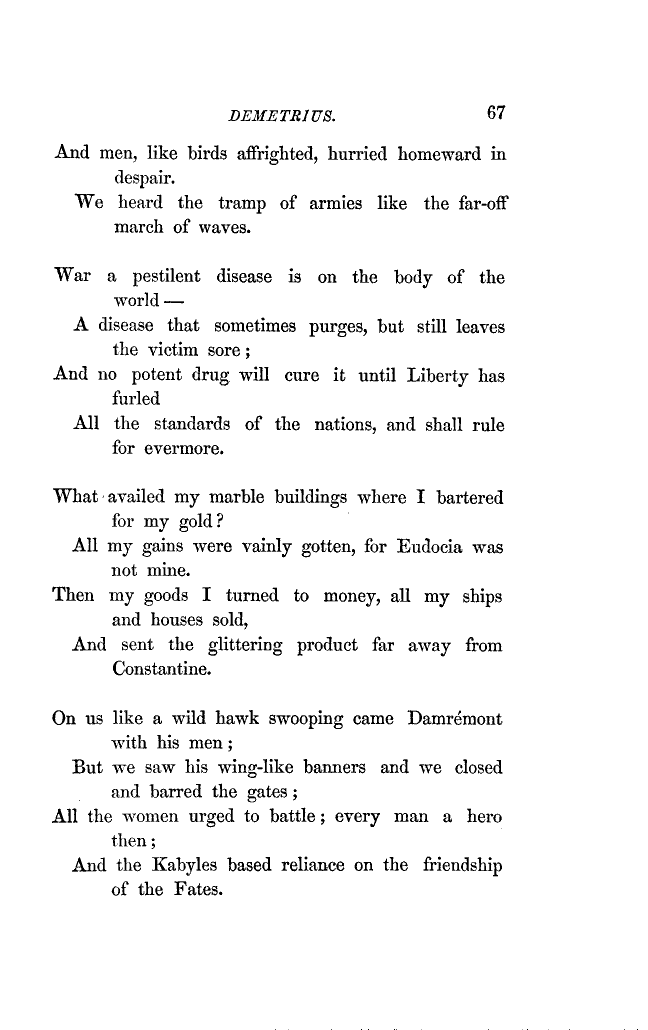 DEMETRIUS. 67
And men, like birds affrighted, hurried homeward in
despair.
We heard the tramp of armies like the far-off
march of waves.
War a pestilent disease is on the body of the
world —
A disease that sometimes purges, but still leaves
the victim sore ;
And no potent drug will cure it until Liberty has
furled
All the standards of the nations, and shall rule
for evermore.
What availed my marble buildings where I bartered
for my gold ?
All my gains were vainly gotten, for Eudocia was
not mine.
Then my goods I turned to money, all my ships
and houses sold,
And sent the glittering product far away from
Constantine.
On us like a wild hawk swooping came Damrémont
with his men ;
But we saw his wing-like banners and we closed
and barred the gates ;
All the women urged to battle ; every man a hero
then ;
And the Kabyles based reliance on the friendship
of the Fates.